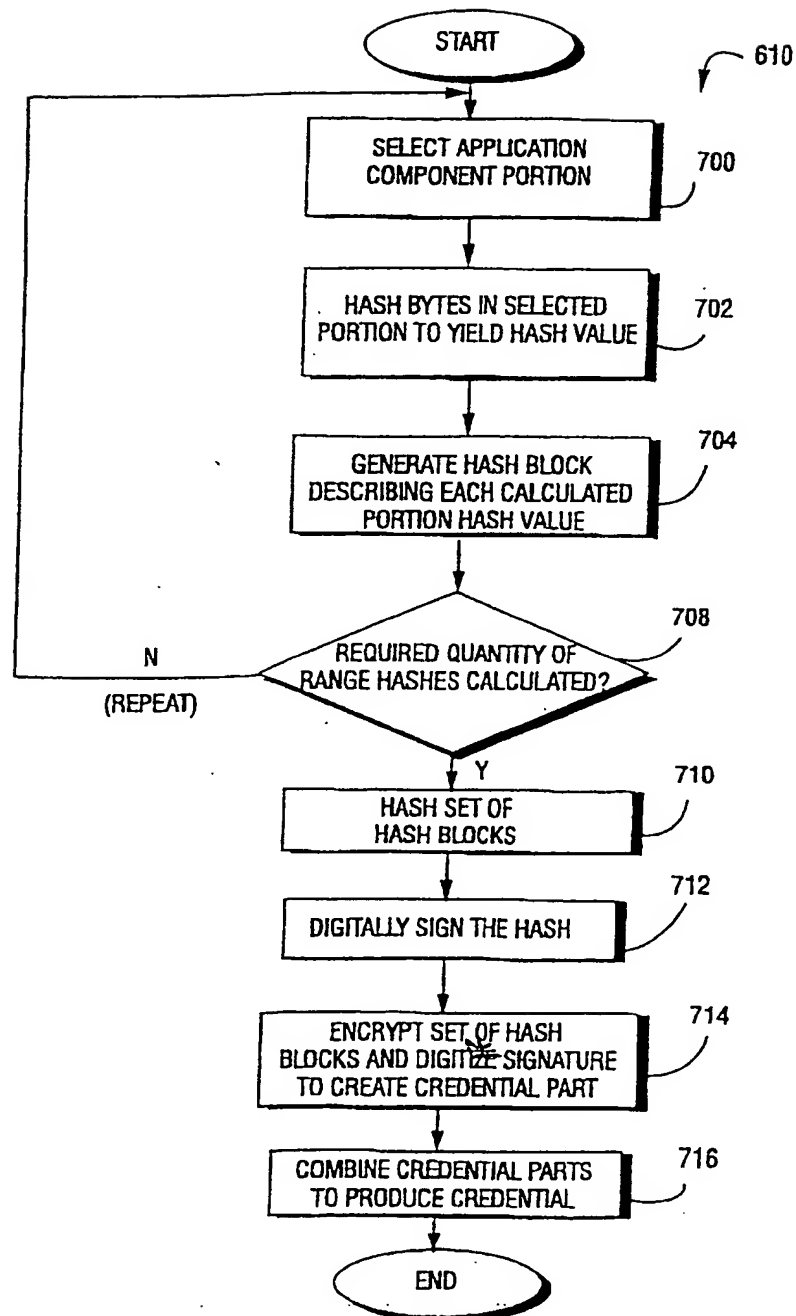 START
610
SELECT APPLICATION
COMPONENT PORTION
700
HASH BYTES IN SELECTED
PORTION TO YIELD HASH VALUE
702
GENERATE HASH BLOCK
DESCRIBING EACH CALCULATED
PORTION HASH VALUE
704
REQUIRED QUANTITY OF
RANGE HASHES CALCULATED?
708
N
(REPEAT)
Y
HASH SET OF
HASH BLOCKS
710
DIGITALLY SIGN THE HASH
712
ENCRYPT SET OF HASH
BLOCKS AND DIGITIZE SIGNATURE
TO CREATE CREDENTIAL PART
714
COMBINE CREDENTIAL PARTS
TO PRODUCE CREDENTIAL
716
END